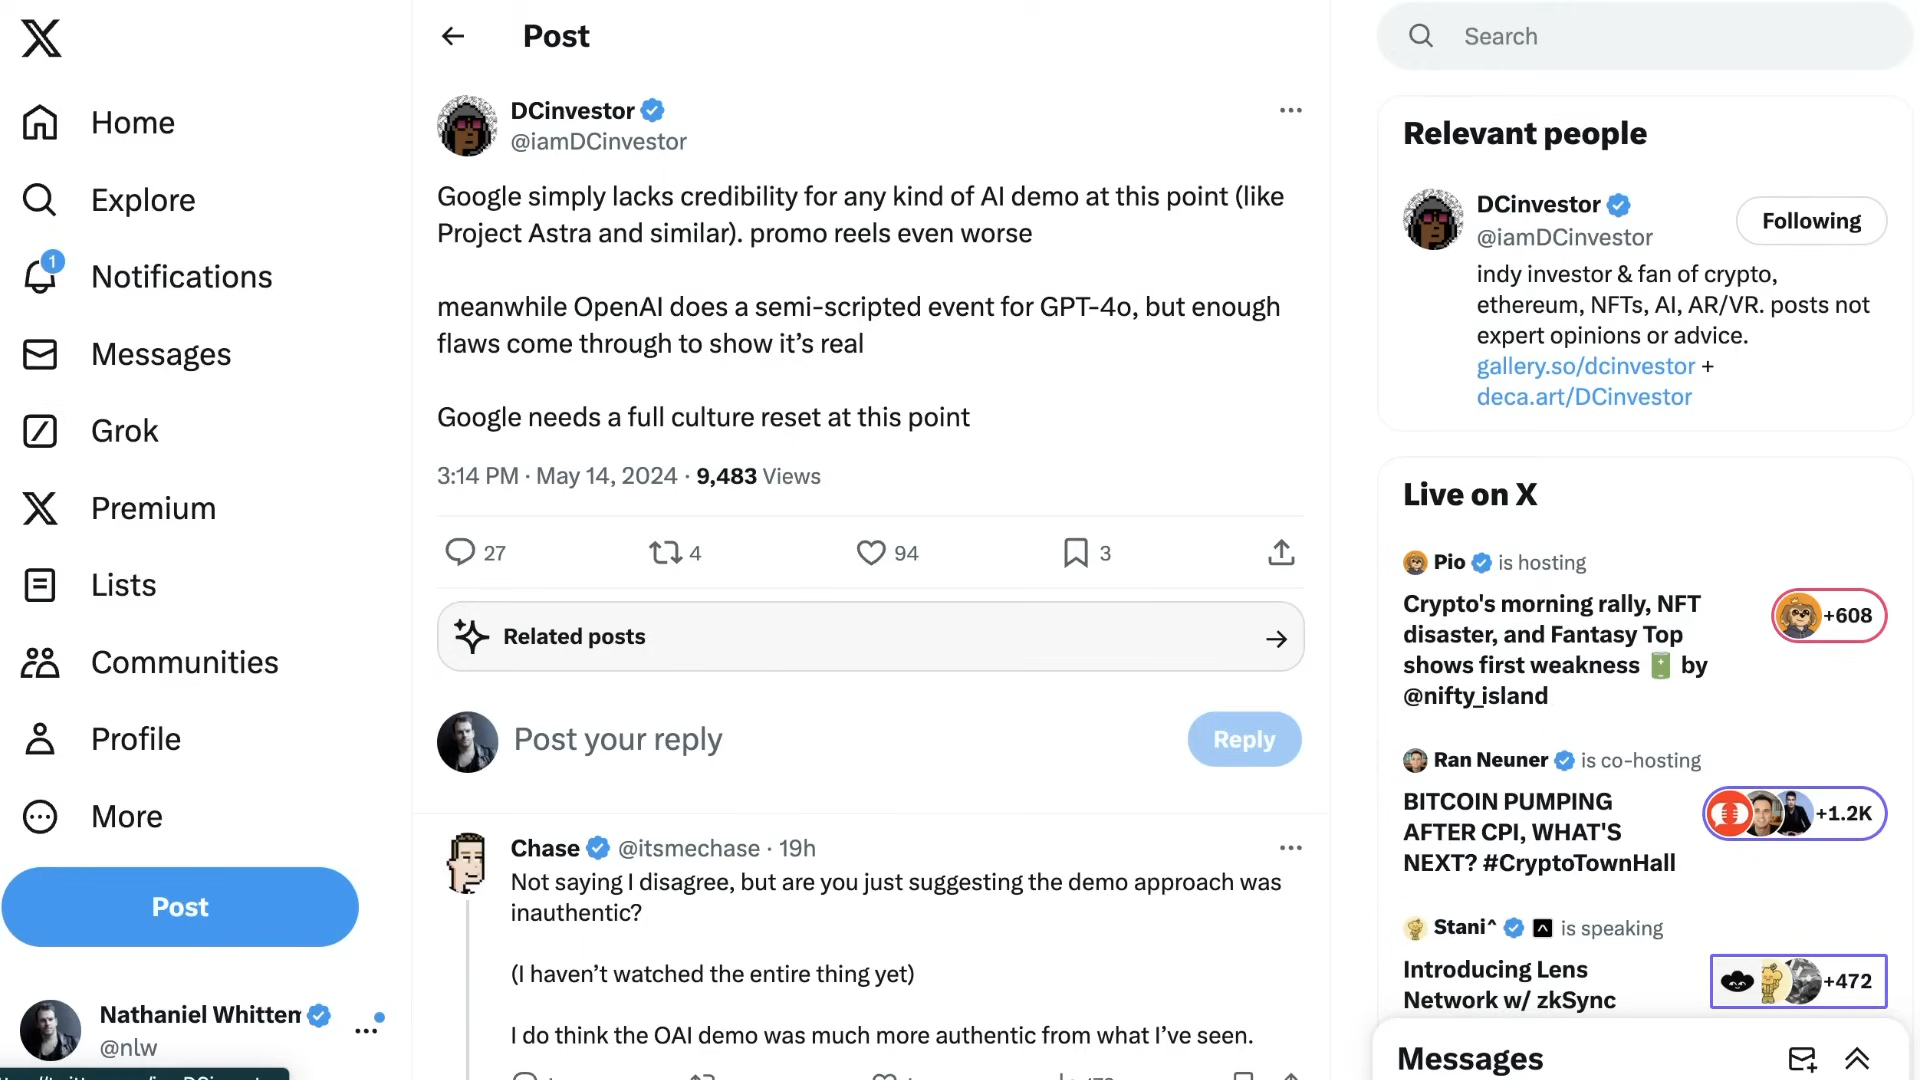 Home
Explore
1
Notifications
Messages
Grok
Premium
Lists
Communities
Profile
More
Post
Nathaniel Whittem
@nlw
Post
DCinvestor
@iamDCinvestor
Google simply lacks credibility for any kind of AI demo at this point (like
Project Astra and similar). promo reels even worse
meanwhile OpenAI does a semi-scripted event for GPT-4o, but enough
flaws come through to show it’s real
Google needs a full culture reset at this point
3:14 PM · May 14, 2024 · 9,483 Views
27 4 94 3
Related posts
Post your reply
Reply
Chase @itsmechase · 19h
Not saying I disagree, but are you just suggesting the demo approach was
inauthentic?
(I haven’t watched the entire thing yet)
I do think the OAI demo was much more authentic from what I’ve seen.
Search
Relevant people
DCinvestor
@iamDCinvestor
Following
indy investor & fan of crypto,
ethereum, NFTs, AI, AR/VR. posts not
expert opinions or advice.
gallery.so/dcinvestor +
deca.art/DCinvestor
Live on X
Pio is hosting
Crypto's morning rally, NFT
disaster, and Fantasy Top
shows first weakness 🔋 by
@nifty_island
+608
Ran Neuner is co-hosting
BITCOIN PUMPING
AFTER CPI, WHAT'S
NEXT? #CryptoTownHall
+1.2K
Stani^ is speaking
Introducing Lens
Network w/ zkSync
+472
Messages